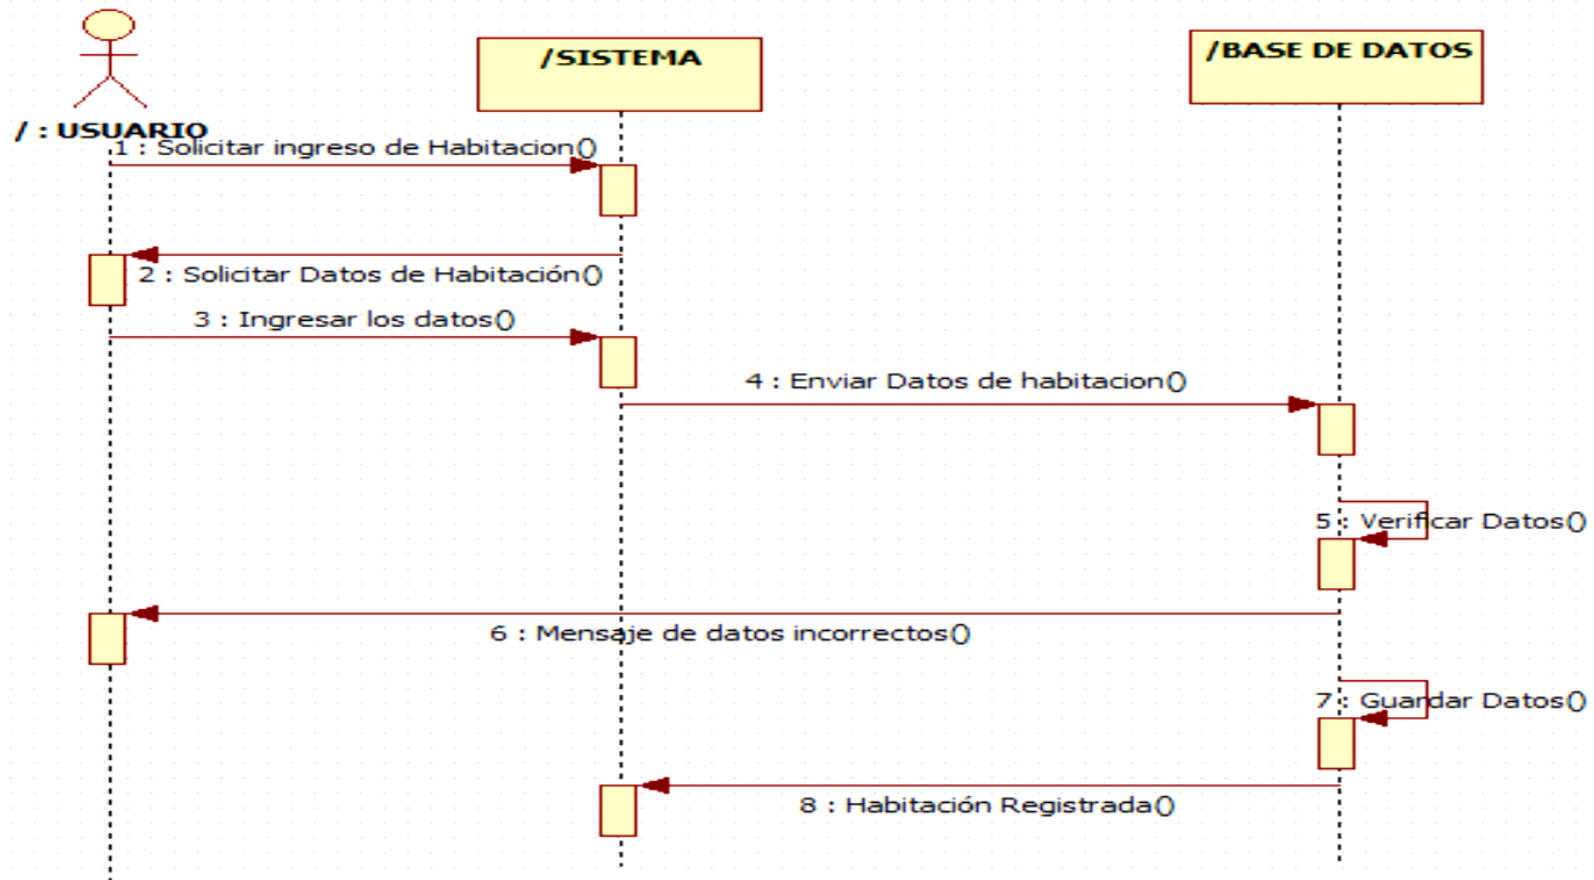 /SISTEMA
/BASE DE DATOS
/ : USUARIO
1 : Solicitar ingreso de Habitacion()
2 : Solicitar Datos de Habitación()
3 : Ingresar los datos()
4 : Enviar Datos de habitacion()
5 : Verificar Datos()
6 : Mensaje de datos incorrectos()
7 : Guardar Datos()
8 : Habitación Registrada()